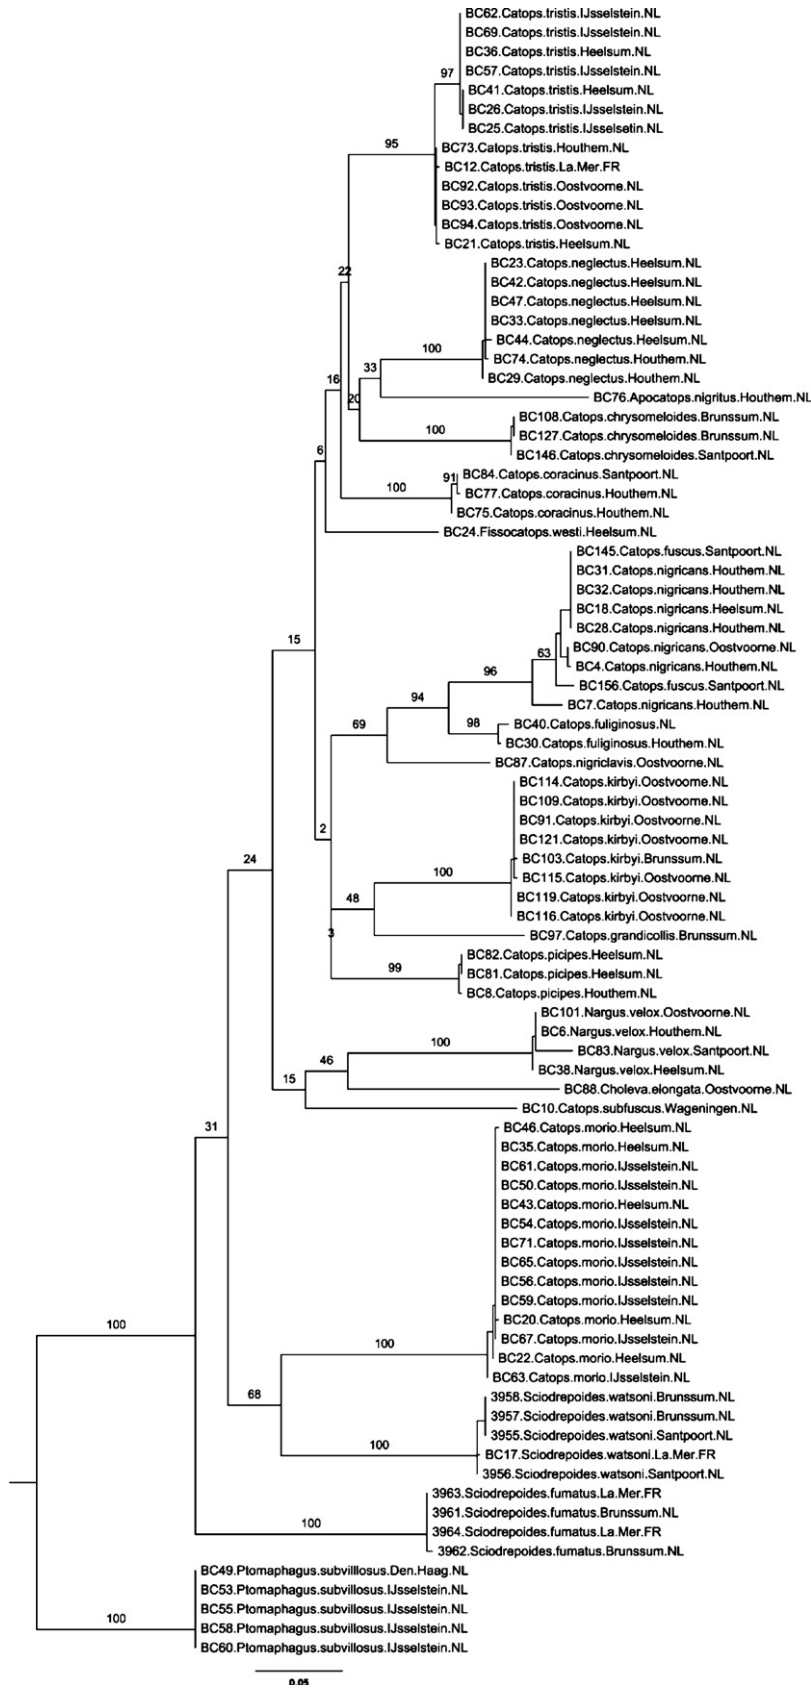 BC62.Catops.tristis.IJsselstein.NL
BC69.Catops.tristis.IJsselstein.NL
BC36.Catops.tristis.Heelsum.NL
BC57.Catops.tristis.IJsselstein.NL
97
BC41.Catops.tristis.Heelsum.NL
BC26.Catops.tristis.IJsselstein.NL
BC25.Catops.tristis.IJsselsetin.NL
95
BC73.Catops.tristis.Houthem.NL
BC12.Catops.tristis.La.Mer.FR
BC92.Catops.tristis.Oostvoorne.NL
BC93.Catops.tristis.Oostvoorne.NL
BC94.Catops.tristis.Oostvoorne.NL
BC21.Catops.tristis.Heelsum.NL
BC23.Catops.neglectus.Heelsum.NL
22
BC42.Catops.neglectus.Heelsum.NL
BC47.Catops.neglectus.Heelsum.NL
BC33.Catops.neglectus.Heelsum.NL
BC44.Catops.neglectus.Heelsum.NL
100
BC74.Catops.neglectus.Houthem.NL
33
BC29.Catops.neglectus.Houthem.NL
16
20
BC76.Apocatops.nigritus.Houthem.NL
BC108.Catops.chrysomeloides.Brunssum.NL
100
BC127.Catops.chrysomeloides.Brunssum.NL
6
BC146.Catops.chrysomeloides.Santpoort.NL
91
BC84.Catops.coracinus.Santpoort.NL
100
BC77.Catops.coracinus.Houthem.NL
BC75.Catops.coracinus.Houthem.NL
BC24.Fissocatops.westi.Heelsum.NL
BC145.Catops.fuscus.Santpoort.NL
BC31.Catops.nigricans.Houthem.NL
BC32.Catops.nigricans.Houthem.NL
BC18.Catops.nigricans.Heelsum.NL
BC28.Catops.nigricans.Houthem.NL
15
BC90.Catops.nigricans.Oostvoorne.NL
63
BC4.Catops.nigricans.Houthem.NL
96
BC156.Catops.fuscus.Santpoort.NL
94
BC7.Catops.nigricans.Houthem.NL
69
98
BC40.Catops.fuliginosus.NL
BC30.Catops.fuliginosus.Houthem.NL
BC87.Catops.nigriclavis.Oostvoorne.NL
BC114.Catops.kirbyi.Oostvoorne.NL
BC109.Catops.kirbyi.Oostvoorne.NL
BC91.Catops.kirbyi.Oostvoorne.NL
2
BC121.Catops.kirbyi.Oostvoorne.NL
24
BC103.Catops.kirbyi.Brunssum.NL
100
BC115.Catops.kirbyi.Oostvoorne.NL
48
BC119.Catops.kirbyi.Oostvoorne.NL
BC116.Catops.kirbyi.Oostvoorne.NL
3
BC97.Catops.grandicollis.Brunssum.NL
BC82.Catops.picipes.Heelsum.NL
99
BC81.Catops.picipes.Heelsum.NL
BC8.Catops.picipes.Houthem.NL
BC101.Nargus.velox.Oostvoorne.NL
BC6.Nargus.velox.Houthem.NL
100
BC83.Nargus.velox.Santpoort.NL
46
BC38.Nargus.velox.Heelsum.NL
15
BC88.Choleva.elongata.Oostvoorne.NL
BC10.Catops.subfuscus.Wageningen.NL
31
BC46.Catops.morio.Heelsum.NL
BC35.Catops.morio.Heelsum.NL
BC61.Catops.morio.IJsselstein.NL
BC50.Catops.morio.IJsselstein.NL
BC43.Catops.morio.Heelsum.NL
BC54.Catops.morio.IJsselstein.NL
BC71.Catops.morio.IJsselstein.NL
BC65.Catops.morio.IJsselstein.NL
BC56.Catops.morio.IJsselstein.NL
BC59.Catops.morio.IJsselstein.NL
100
BC20.Catops.morio.Heelsum.NL
BC67.Catops.morio.IJsselstein.NL
100
BC22.Catops.morio.Heelsum.NL
BC63.Catops.morio.IJsselstein.NL
68
3958.Sciodrepoides.watsoni.Brunssum.NL
3957.Sciodrepoides.watsoni.Brunssum.NL
3955.Sciodrepoides.watsoni.Santpoort.NL
100
BC17.Sciodrepoides.watsoni.La.Mer.FR
3956.Sciodrepoides.watsoni.Santpoort.NL
3963.Sciodrepoides.fumatus.La.Mer.FR
3961.Sciodrepoides.fumatus.Brunssum.NL
100
3964.Sciodrepoides.fumatus.La.Mer.FR
3962.Sciodrepoides.fumatus.Brunssum.NL
BC49.Ptomaphagus.subvilllosus.Den.Haag.NL
BC53.Ptomaphagus.subvillosus.IJsselstein.NL
BC55.Ptomaphagus.subvillosus.IJsselstein.NL
100
BC58.Ptomaphagus.subvillosus.IJsselstein.NL
BC60.Ptomaphagus.subvillosus.IJsselstein.NL
0.05